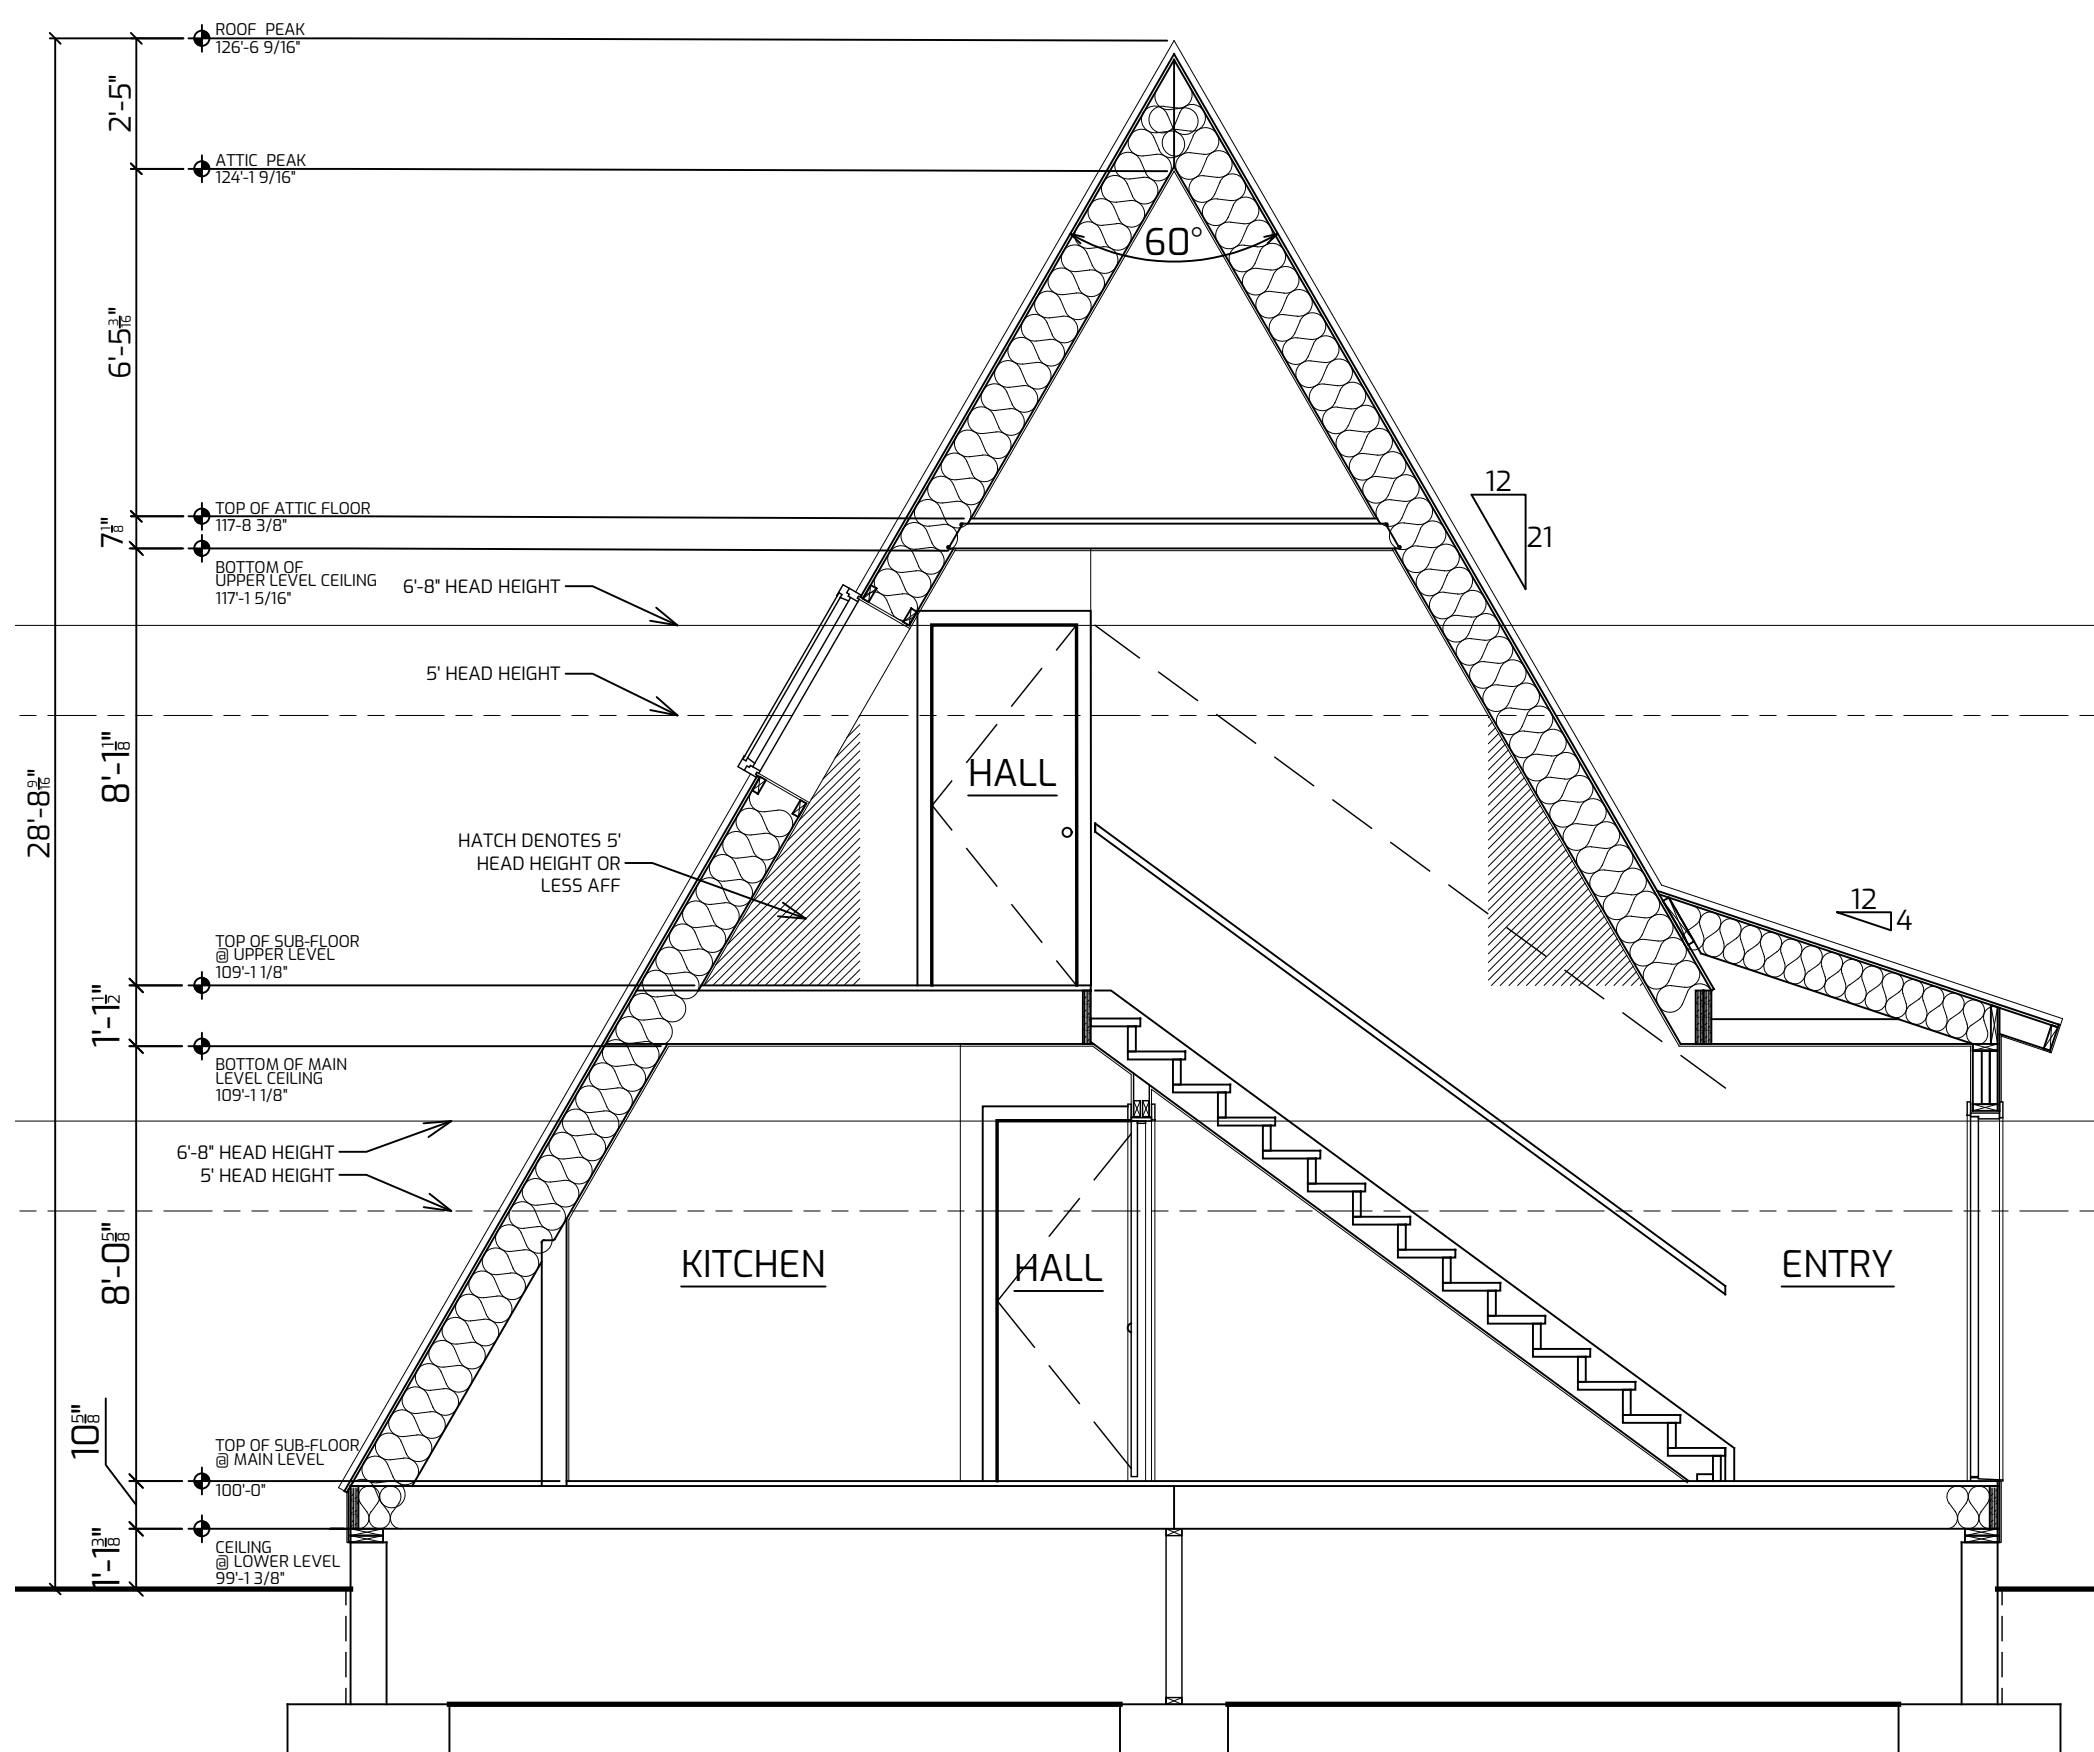 ROOF PEAK
126'-6 9/16"
2'-5"
ATTIC PEAK
124'-1 9/16"
60°
6'-5 3/16"
12
21
TOP OF ATTIC FLOOR
117-8 3/8"
7 1/8"
BOTTOM OF
UPPER LEVEL CEILING
117'-1 5/16"
6'-8" HEAD HEIGHT
5' HEAD HEIGHT
28'-8 9/16"
8'-1 1/8"
HALL
HATCH DENOTES 5'
HEAD HEIGHT OR
LESS AFF
12
4
TOP OF SUB-FLOOR
@ UPPER LEVEL
109'-1 1/8"
1'-1 1/2"
BOTTOM OF MAIN
LEVEL CEILING
109'-1 1/8"
6'-8" HEAD HEIGHT
5' HEAD HEIGHT
8'-0 5/8"
KITCHEN
HALL
ENTRY
10 5/8"
TOP OF SUB-FLOOR
@ MAIN LEVEL
100'-0"
CEILING
@ LOWER LEVEL
99'-1 3/8"
1'-1 3/8"